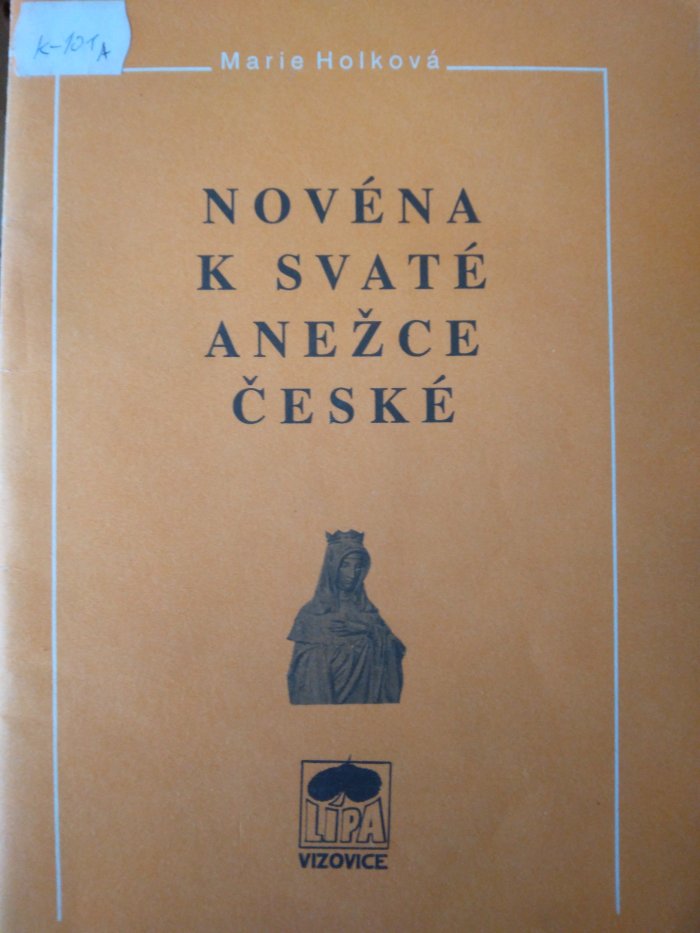 K-101A
Marie Holková
NOVÉNA
K SVATÉ
ANEŽCE
ČESKÉ
LÍPA
VIZOVICE